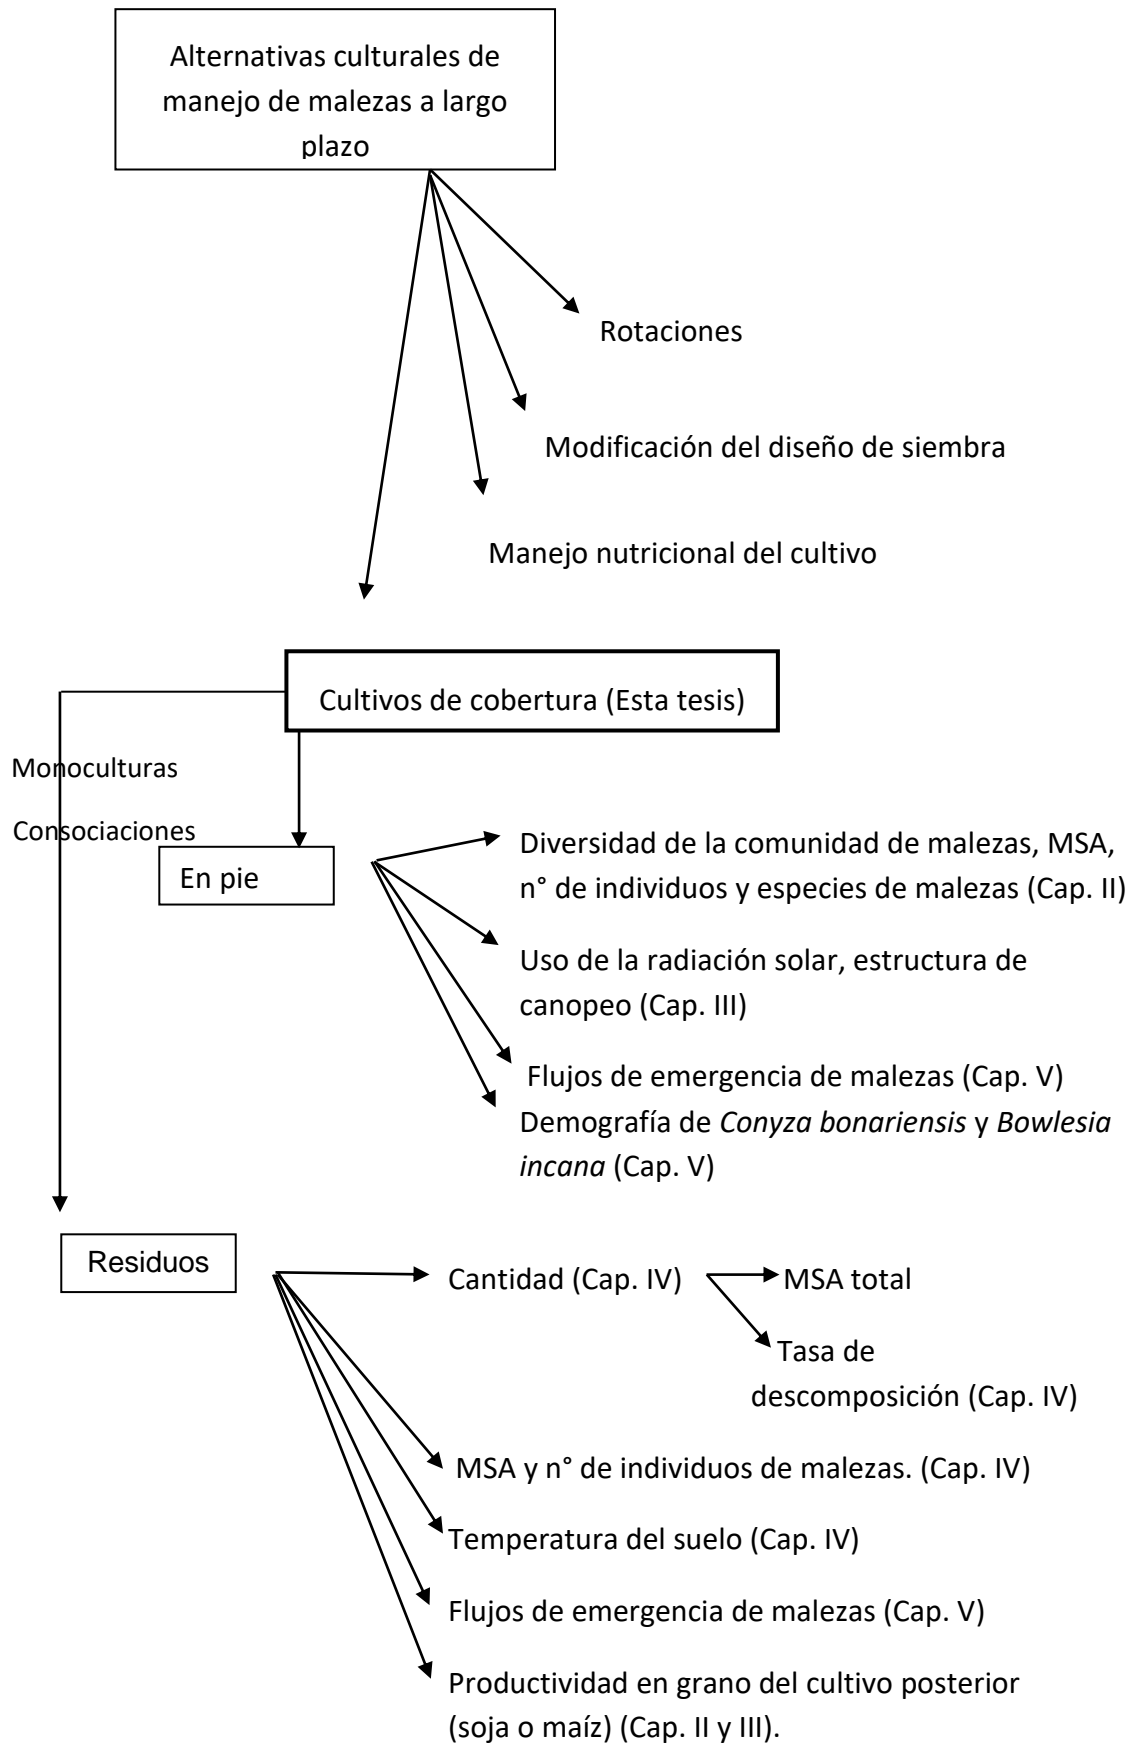 Alternativas culturales de
manejo de malezas a largo
plazo
Rotaciones
Modificación del diseño de siembra
Manejo nutricional del cultivo
Cultivos de cobertura (Esta tesis)
Monoculturas
Consociaciones
En pie
Diversidad de la comunidad de malezas, MSA,
n° de individuos y especies de malezas (Cap. II)
Uso de la radiación solar, estructura de
canopeo (Cap. III)
Flujos de emergencia de malezas (Cap. V)
Demografía de Conyza bonariensis y Bowlesia
incana (Cap. V)
Residuos
Cantidad (Cap. IV)
MSA total
Tasa de
descomposición (Cap. IV)
MSA y n° de individuos de malezas. (Cap. IV)
Temperatura del suelo (Cap. IV)
Flujos de emergencia de malezas (Cap. V)
Productividad en grano del cultivo posterior
(soja o maíz) (Cap. II y III).